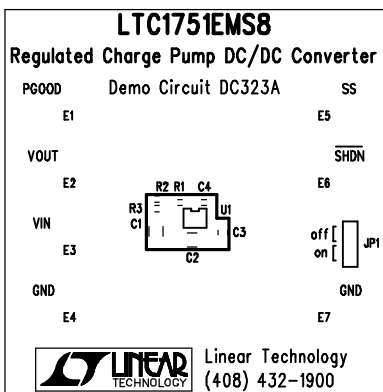 LTC1751EMS8
Regulated Charge Pump DC/DC Converter
PGOOD Demo Circuit DC323A SS
E1 E5
VOUT SHDN
E2 E6
R2 R1 C4
R3 U1
C1 C3
VIN off
on JP1
E3 C2
GND GND
E4 E7
LINEAR TECHNOLOGY
Linear Technology
(408) 432-1900